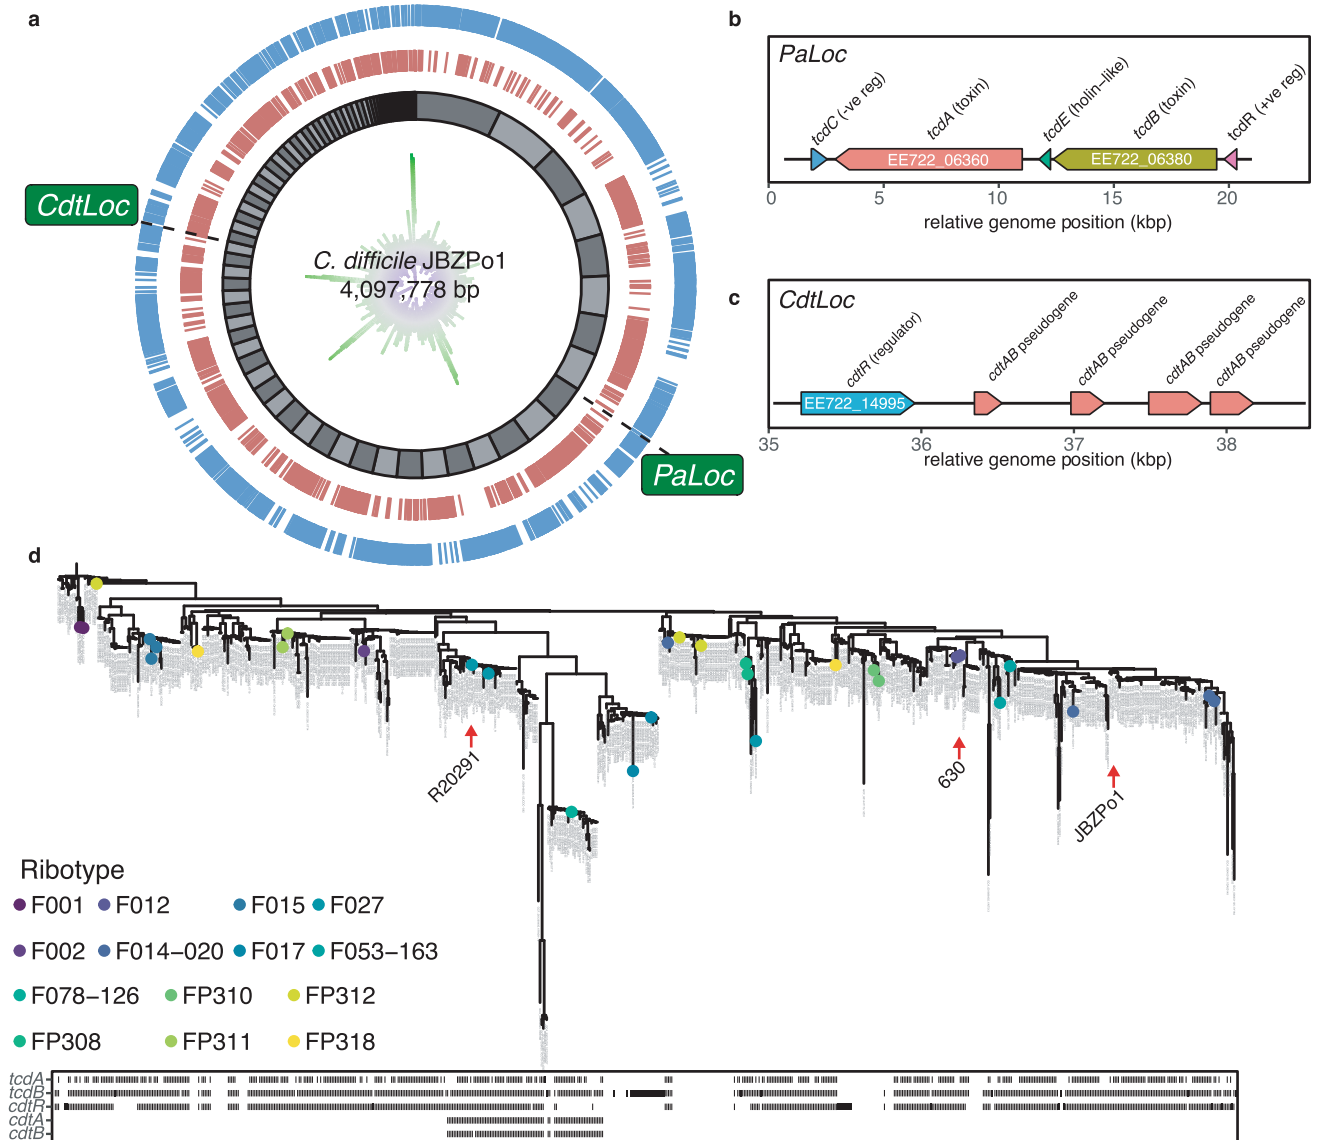 a
CdtLoc
C. difficile JBZPo1
4,097,778 bp
PaLoc
b
PaLoc
tcdC (-ve reg)
tcdA (toxin)
tcdE (holin-like)
tcdB (toxin)
tcdR (+ve reg)
EE722_06360
EE722_06380
0 5 10 15 20
relative genome position (kbp)
c
CdtLoc
cdtR (regulator)
cdtAB pseudogene
cdtAB pseudogene
cdtAB pseudogene
cdtAB pseudogene
EE722_14995
35 36 37 38
relative genome position (kbp)
d
R20291
630
JBZPo1
Ribotype
F001 F012 F015 F027
F002 F014-020 F017 F053-163
F078-126 FP310 FP312
FP308 FP311 FP318
tcdA
tcdB
cdtR
cdtA
cdtB